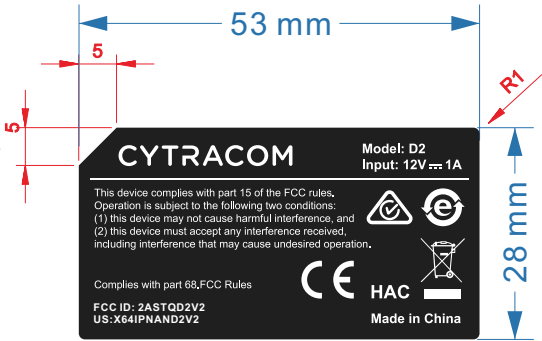 53 mm
5
R1
5
CYTRACOM
Model: D2
Input: 12V⎓1A
This device complies with part 15 of the FCC rules.
Operation is subject to the following two conditions:
(1) this device may not cause harmful interference, and
(2) this device must accept any interference received,
including interference that may cause undesired operation.
e
28 mm
Complies with part 68,FCC Rules
CE
HAC
FCC ID: 2ASTQD2V2
US:X64IPNAND2V2
Made in China